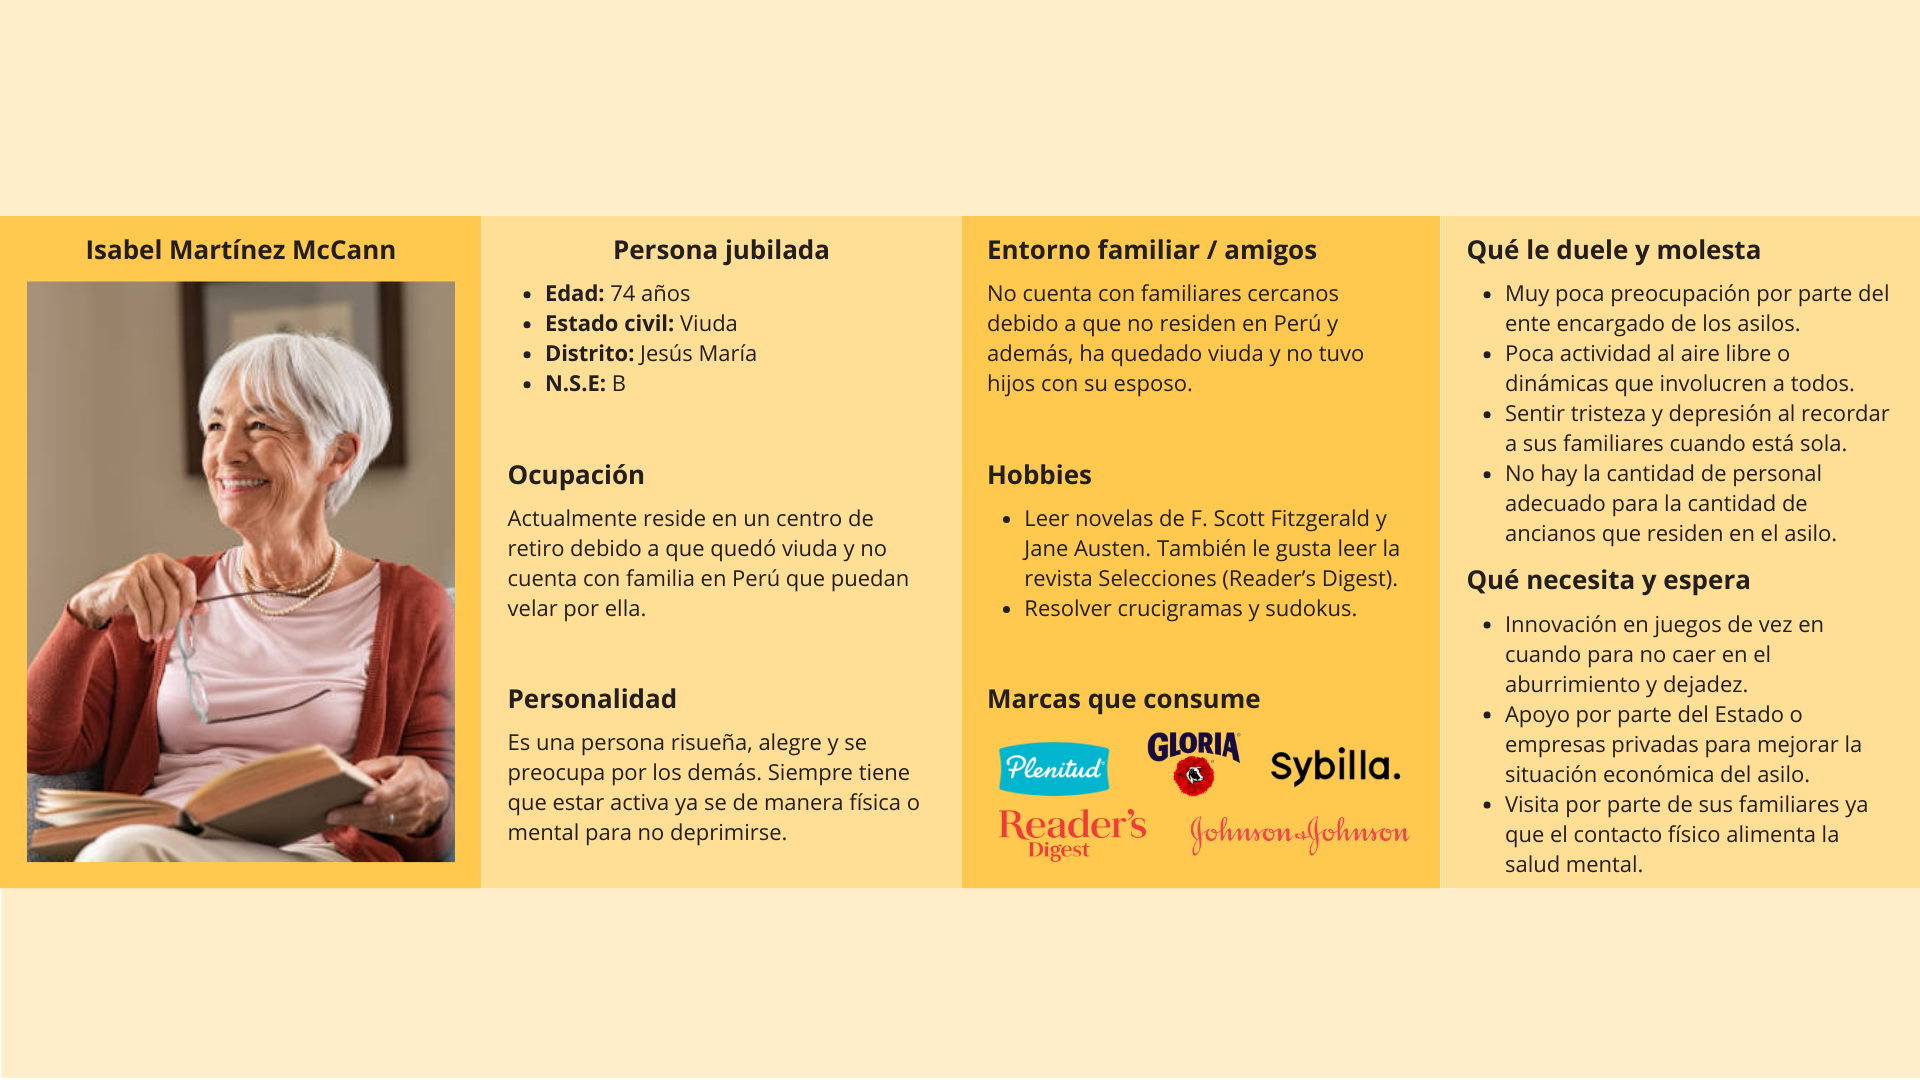 Isabel Martínez McCann
Persona jubilada
Edad: 74 años
Estado civil: Viuda
Distrito: Jesús María
N.S.E: B
Ocupación
Actualmente reside en un centro de
retiro debido a que quedó viuda y no
cuenta con familia en Perú que puedan
velar por ella.
Personalidad
Es una persona risueña, alegre y se
preocupa por los demás. Siempre tiene
que estar activa ya se de manera física o
mental para no deprimirse.
Entorno familiar / amigos
No cuenta con familiares cercanos
debido a que no residen en Perú y
además, ha quedado viuda y no tuvo
hijos con su esposo.
Hobbies
Leer novelas de F. Scott Fitzgerald y
Jane Austen. También le gusta leer la
revista Selecciones (Reader's Digest).
Resolver crucigramas y sudokus.
Marcas que consume
Plenitud
GLORIA
Sybilla.
Reader's
Digest
Johnson&Johnson
Qué le duele y molesta
Muy poca preocupación por parte del
ente encargado de los asilos.
Poca actividad al aire libre o
dinámicas que involucren a todos.
Sentir tristeza y depresión al recordar
a sus familiares cuando está sola.
No hay la cantidad de personal
adecuado para la cantidad de
ancianos que residen en el asilo.
Qué necesita y espera
Innovación en juegos de vez en
cuando para no caer en el
aburrimiento y dejadez.
Apoyo por parte del Estado o
empresas privadas para mejorar la
situación económica del asilo.
Visita por parte de sus familiares ya
que el contacto físico alimenta la
salud mental.